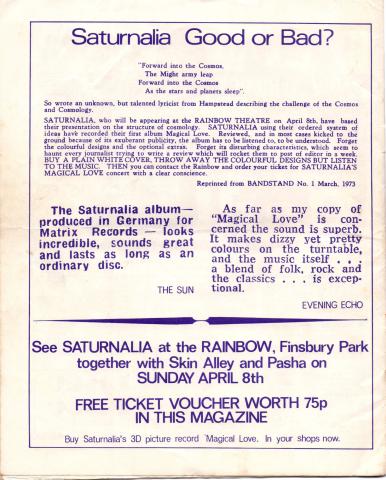 Saturnalia Good or Bad?
"Forward into the Cosmos,
The Might army leap
Forward into the Cosmos
As the stars and planets sleep".
So wrote an unknown, but talented lyricist from Hampstead describing the challenge of the Cosmos
and Cosmology.
SATURNALIA, who will be appearing at the RAINBOW THEATRE on April 8th, have based
their presentation on the structure of cosmology. SATURNALIA using their ordered system of
ideas have recorded their first album Magical Love. Reviewed, and in most cases kicked to the
ground because of its exuberant publicity, the album has to be listened to, to be understood. Forget
the colourful designs and the optional extras. Forget its disturbing characteristics, which seem to
haunt every journalist trying to write a review which will rocket them to post of editor in a week.
BUY A PLAIN WHITE COVER, THROW AWAY THE COLOURFUL DESIGNS BUT LISTEN
TO THE MUSIC. THEN you can tour the Rainbow and order your ticket for SATURNALIA'S
MAGICAL LOVE concert with a clear conscience.
Reprinted from BANDSTAND No. 1 March, 1973
The Saturnalia album—
produced in Germany for
Matrix Records — looks
incredible, sounds great
and lasts as long as an
ordinary disc.
THE SUN
As far as my copy of
"Magical Love" is con-
cerned the sound is superb.
It makes dizzy yet pretty
colours on the turntable,
and the music itself . . .
a blend of folk, rock and
the classics . . . is excep-
tional.
EVENING ECHO
See SATURNALIA at the RAINBOW, Finsbury Park
together with Skin Alley and Pasha on
SUNDAY APRIL 8th
FREE TICKET VOUCHER WORTH 75p
IN THIS MAGAZINE
Buy Saturnalia's 3D picture record 'Magical Love. In your shops now.